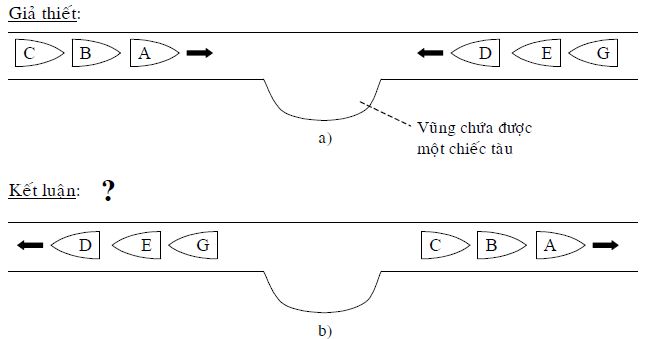 Giả thiết:
C B A D E G
Vũng chứa được
một chiếc tàu
a)
Kết luận: ?
D E G C B A
b)